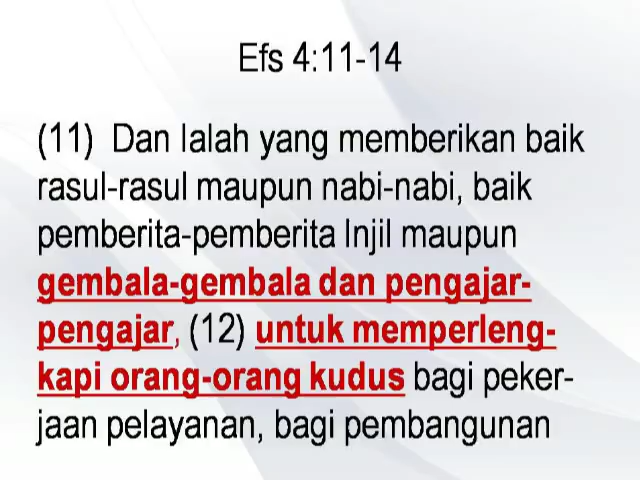 Efs 4:11-14
(11)  Dan Ialah yang memberikan baik
rasul-rasul maupun nabi-nabi, baik
pemberita-pemberita Injil maupun
gembala-gembala dan pengajar-
pengajar, (12) untuk memperleng-
kapi orang-orang kudus bagi peker-
jaan pelayanan, bagi pembangunan